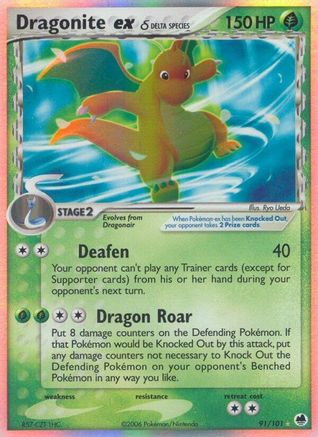 Dragonite ex δ DELTA SPECIES 150 HP
Illus. Ryo Ueda
STAGE 2
Evolves from
Dragonair
When Pokémon-ex has been Knocked Out,
your opponent takes 2 Prize cards.
Deafen 40
Your opponent can't play any Trainer cards (except for
Supporter cards) from his or her hand during your
opponent's next turn.
Dragon Roar
Put 8 damage counters on the Defending Pokémon. If
that Pokémon would be Knocked Out by this attack, put
any damage counters not necessary to Knock Out the
Defending Pokémon on your opponent's Benched
Pokémon in any way you like.
weakness resistance retreat cost
©2006 Pokémon/Nintendo
91/101